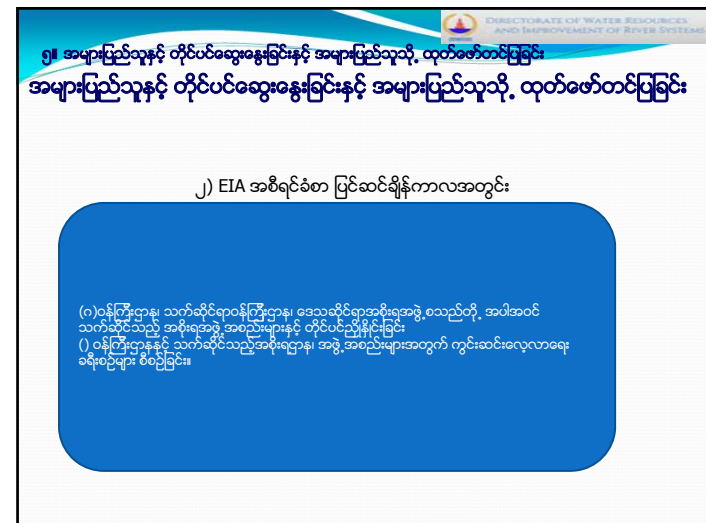 DIRECTORATE OF WATER RESOURCES
AND IMPROVEMENT OF RIVER SYSTEMS
၅။ အများပြည်သူနှင့် တိုင်ပင်ဆွေးနွေးခြင်းနှင့် အများပြည်သူသို့ ထုတ်ဖော်တင်ပြခြင်း
အများပြည်သူနှင့် တိုင်ပင်ဆွေးနွေးခြင်းနှင့် အများပြည်သူသို့ ထုတ်ဖော်တင်ပြခြင်း
၂) EIA အစီရင်ခံစာ ပြင်ဆင်ချိန်ကာလအတွင်း
(ဂ)ဝန်ကြီးဌာန၊ သက်ဆိုင်ရာဝန်ကြီးဌာန၊ ဒေသဆိုင်ရာအစိုးရအဖွဲ့ စသည်တို့ အပါအဝင်
သက်ဆိုင်သည့် အစိုးရအဖွဲ့အစည်းများနှင့် တိုင်ပင်ညှိနှိုင်းခြင်း
() ဝန်ကြီးဌာနနှင့် သက်ဆိုင်သည့်အစိုးရဌာန၊ အဖွဲ့အစည်းများအတွက် ကွင်းဆင်းလေ့လာရေး
ခရီးစဉ်များ စီစဉ်ခြင်း။